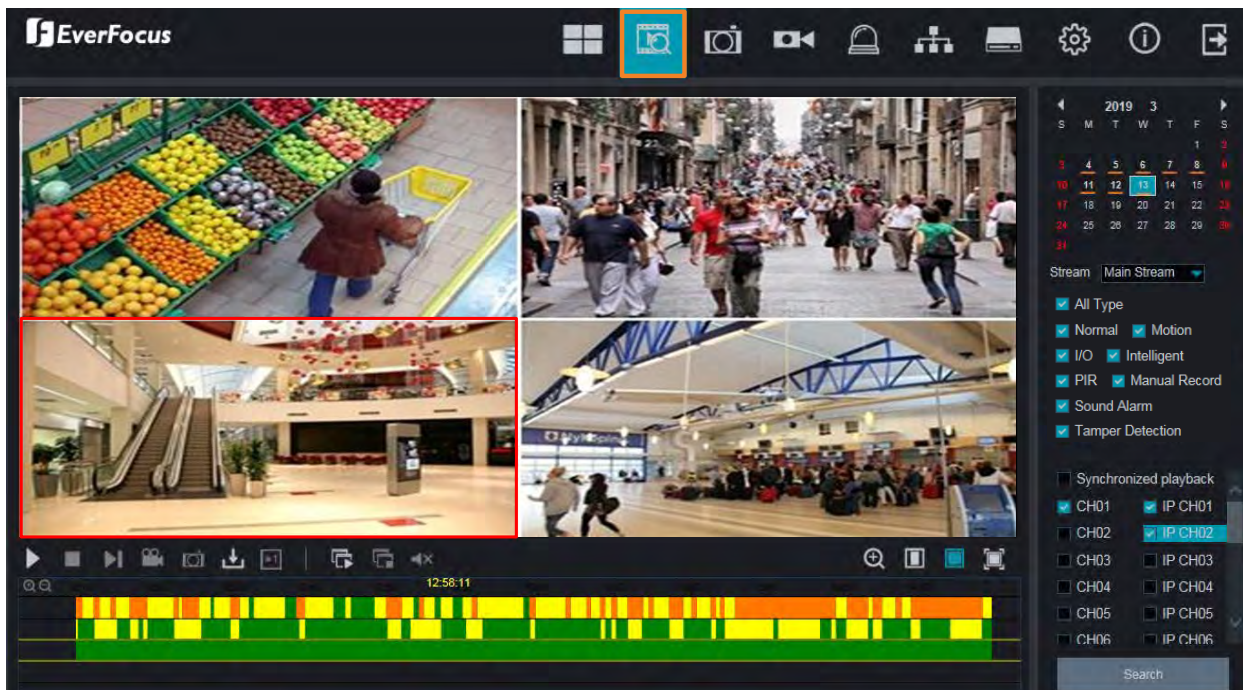 EverFocus
2019 3
S M T W T F S
1 2
3 4 5 6 7 8 9
10 11 12 13 14 15 16
17 18 19 20 21 22 23
24 25 26 27 28 29 30
31
Stream Main Stream
All Type
Normal Motion
I/O Intelligent
PIR Manual Record
Sound Alarm
Tamper Detection
Synchronized playback
CH01 IP CH01
CH02 IP CH02
CH03 IP CH03
CH04 IP CH04
CH05 IP CH05
CH06 IP CH06
Search
12:58:11